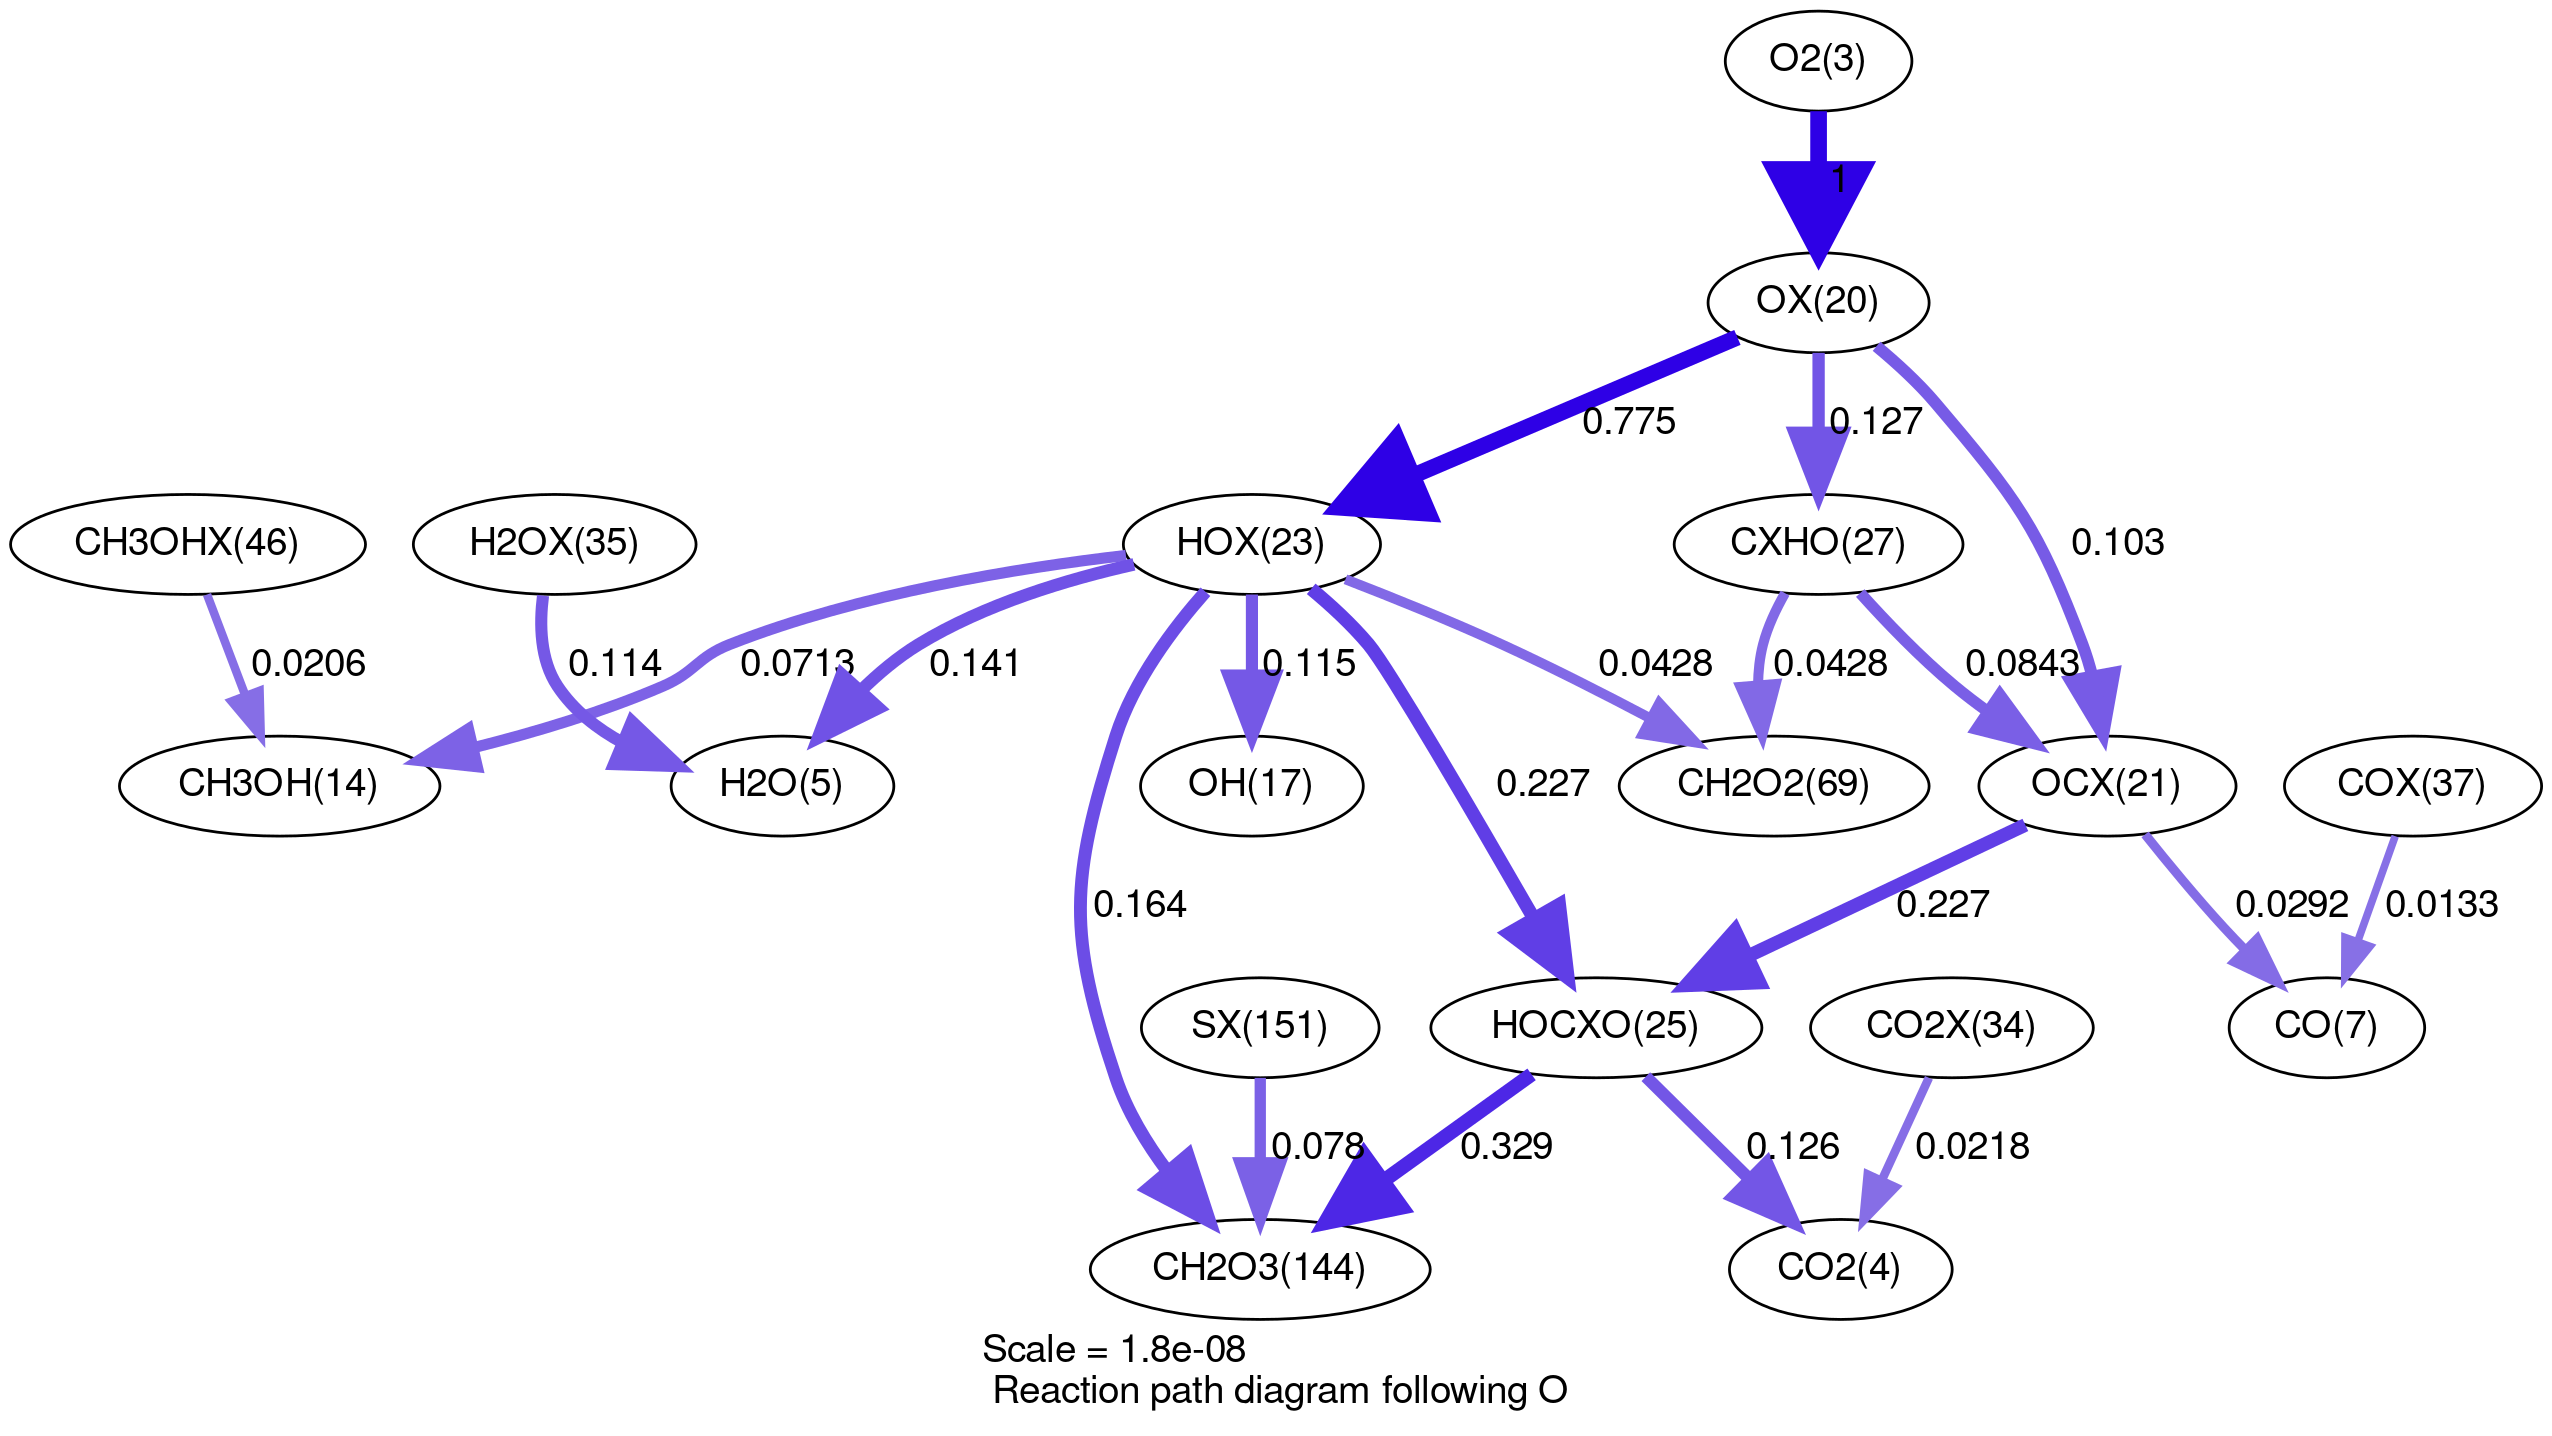 O2(3)
1
OX(20)
0.775
0.127
0.103
CH3OHX(46)
H2OX(35)
HOX(23)
CXHO(27)
0.0206
0.114
0.0713
0.141
0.115
0.0428
0.0428
0.0843
CH3OH(14)
H2O(5)
OH(17)
0.227
CH2O2(69)
OCX(21)
COX(37)
0.164
0.227
0.0292
0.0133
SX(151)
HOCXO(25)
CO2X(34)
CO(7)
0.078
0.329
0.126
0.0218
CH2O3(144)
CO2(4)
Scale = 1.8e-08
Reaction path diagram following O